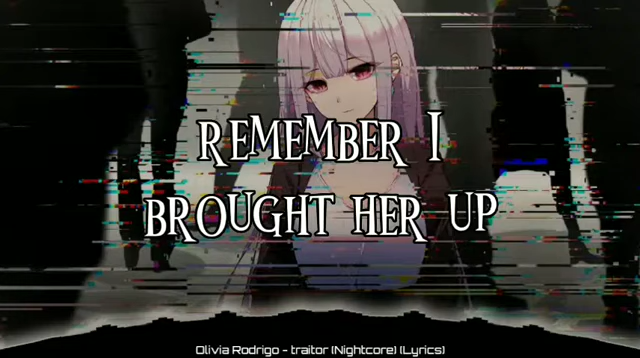 REMEMBER I
BROUGHT HER UP
Olivia Rodrigo - traitor (Nightcore) (Lyrics)